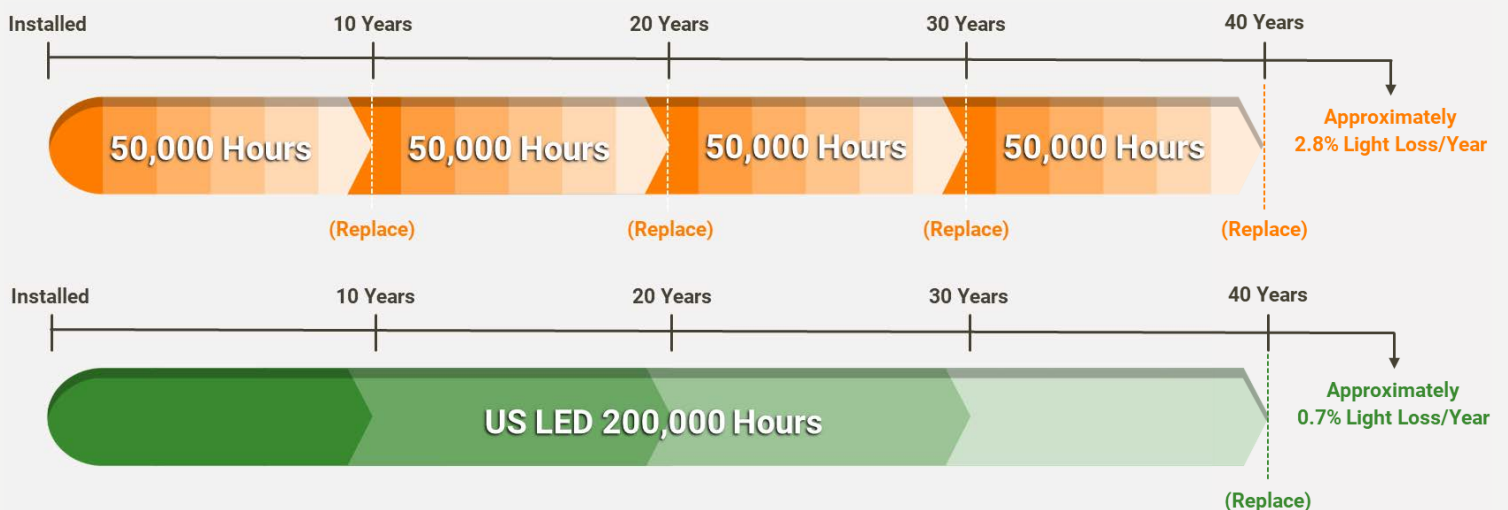 Installed
10 Years
20 Years
30 Years
40 Years
50,000 Hours
50,000 Hours
50,000 Hours
50,000 Hours
Approximately
2.8% Light Loss/Year
(Replace)
(Replace)
(Replace)
(Replace)
Installed
10 Years
20 Years
30 Years
40 Years
US LED 200,000 Hours
Approximately
0.7% Light Loss/Year
(Replace)